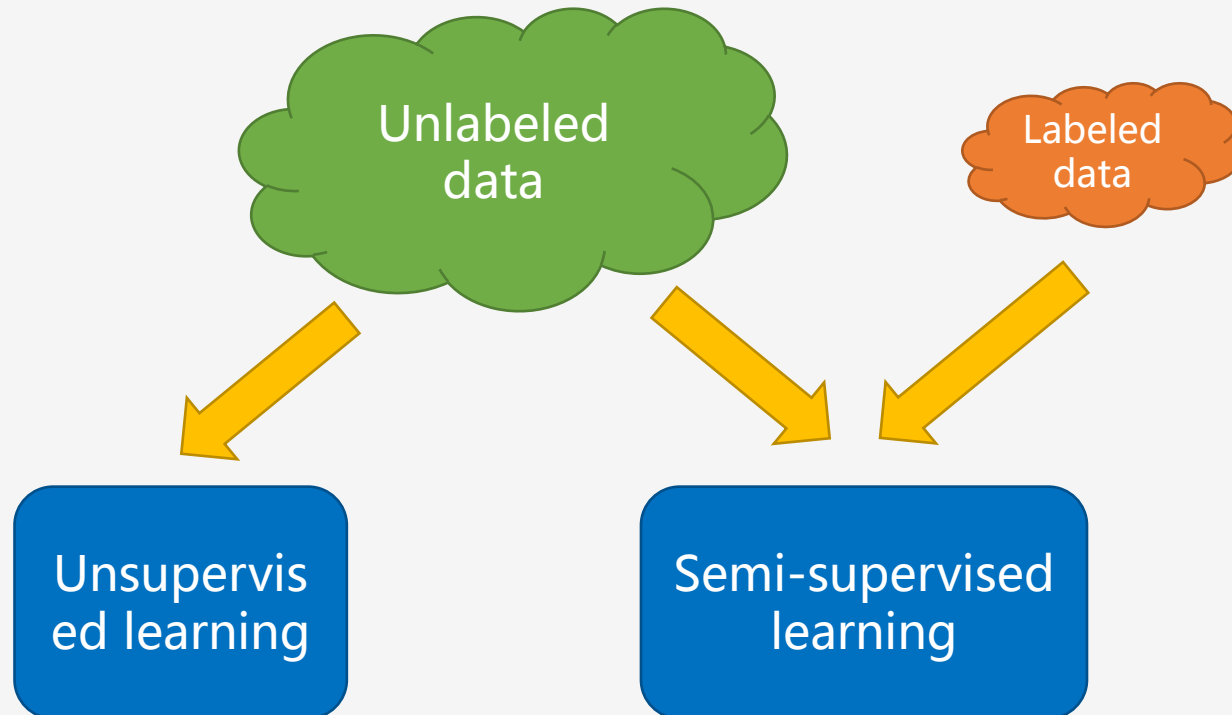 Unlabeled
data
Labeled
data
Unsupervis
ed learning
Semi-supervised
learning